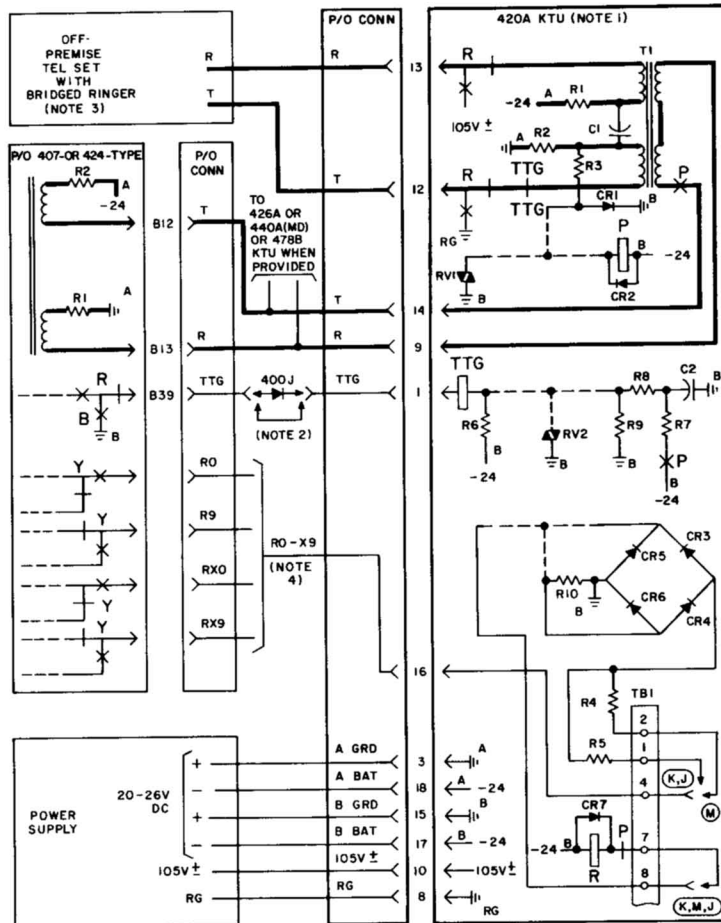 OFF-
PREMISE
TEL SET
WITH
BRIDGED RINGER
(NOTE 3)
R
T
P/O CONN
R
T
420A KTU (NOTE 1)
13
R
105V ±
-24
A
R1
T1
C1
A
R2
R3
12
TTG
TTG
RG
CR1
B
P
P
B
-24
RV1
B
CR2
P/O 407-OR 424-TYPE
P/O
CONN
R2
A
-24
B12
T
TO
426A OR
440A(MD)
OR 478B
KTU WHEN
PROVIDED
T
14
R1
A
B13
R
R
9
R
B
B
B39
TTG
400J
TTG
(NOTE 2)
1
TTG
R6
B
-24
RV2
B
R8
R9
B
C2
B
R7
P
B
-24
Y
Y
Y
Y
R0
R9
RX0
RX9
R0-X9
(NOTE
4)
16
CR5
CR3
R10
B
CR6
CR4
R4
TB1
2
R5
1
4
K,J
M
POWER
SUPPLY
20-26V
DC
+
-
+
-
105V±
RG
A GRD
3
A
A BAT
18
A
-24
B GRD
15
B
B BAT
17
B
-24
105V±
10
105V±
RG
8
RG
CR7
-24
B
R
P
7
8
K,M,J